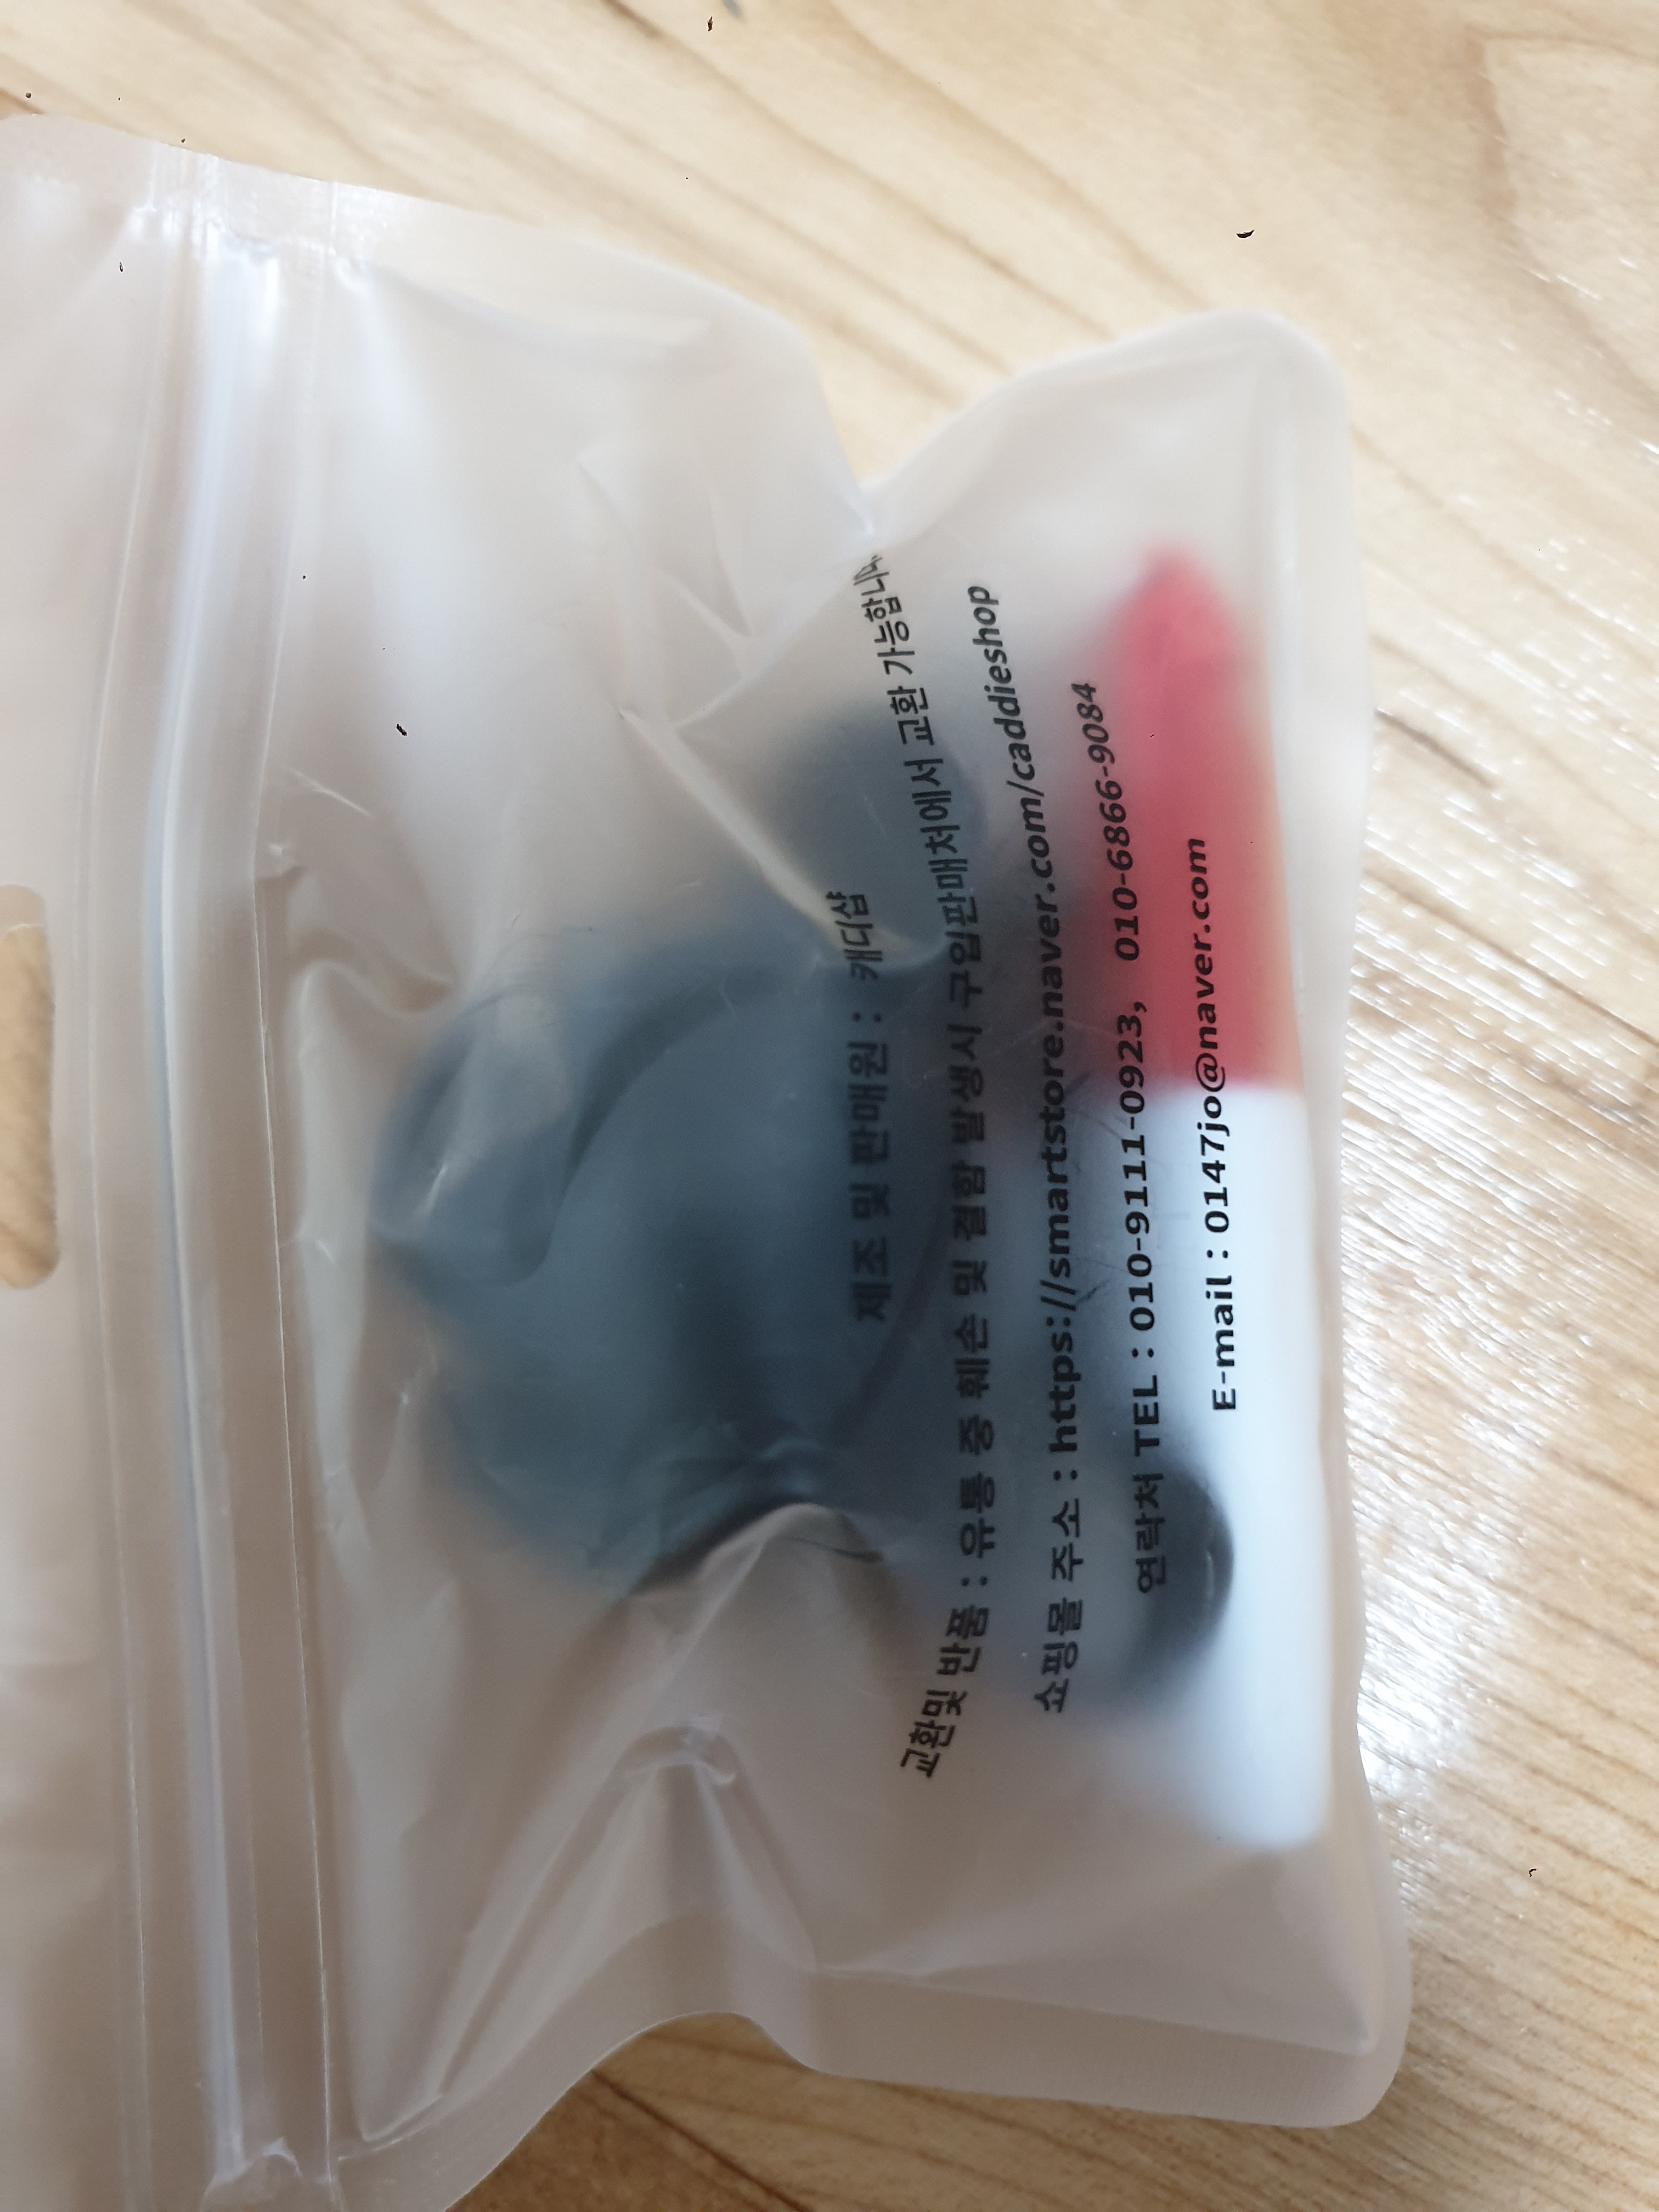 제조 및 판매원 : 캐디샵
교환및 반품 : 유통 중 훼손 및 결함 발생시 구입판매처에서 교환 가능합니다
쇼핑몰 주소 : https://smartstore.naver.com/caddieshop
연락처 TEL : 010-9111-0923, 010-6866-9084
E-mail : 0147jo@naver.com